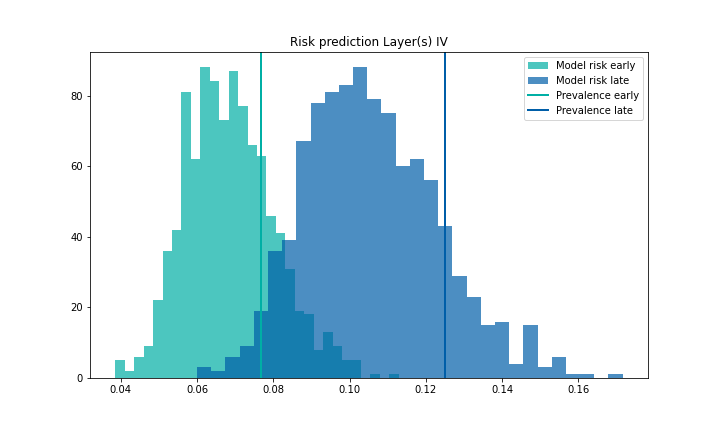 Risk prediction Layer(s) IV
Model risk early
Model risk late
Prevalence early
Prevalence late
80
60
40
20
0
0.04 0.06 0.08 0.10 0.12 0.14 0.16